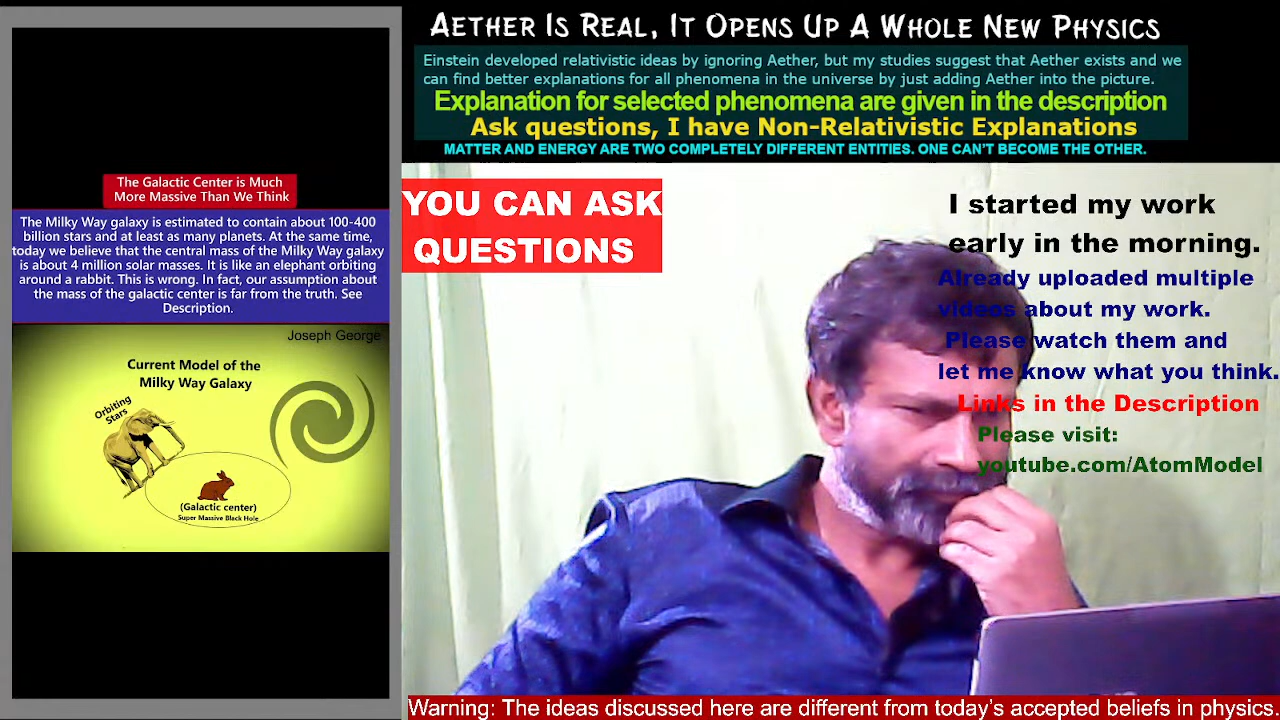 Aether Is Real, It Opens Up A Whole New Physics
Einstein developed relativistic ideas by ignoring Aether, but my studies suggest that Aether exists and we
can find better explanations for all phenomena in the universe by just adding Aether into the picture.
Explanation for selected phenomena are given in the description
Ask questions, I have Non-Relativistic Explanations
MATTER AND ENERGY ARE TWO COMPLETELY DIFFERENT ENTITIES. ONE CAN'T BECOME THE OTHER.
The Galactic Center is Much
More Massive Than We Think
The Milky Way galaxy is estimated to contain about 100-400
billion stars and at least as many planets. At the same time,
today we believe that the central mass of the Milky Way galaxy
is about 4 million solar masses. It is like an elephant orbiting
around a rabbit. This is wrong. In fact, our assumption about
the mass of the galactic center is far from the truth. See
Description.
Joseph George
Current Model of the
Milky Way Galaxy
Orbiting
Stars
(Galactic center)
Super Massive Black Hole
YOU CAN ASK
QUESTIONS
I started my work
early in the morning.
Already uploaded multiple
videos about my work.
Please watch them and
let me know what you think.
Links in the Description
Please visit:
youtube.com/AtomModel
Warning: The ideas discussed here are different from today's accepted beliefs in physics.